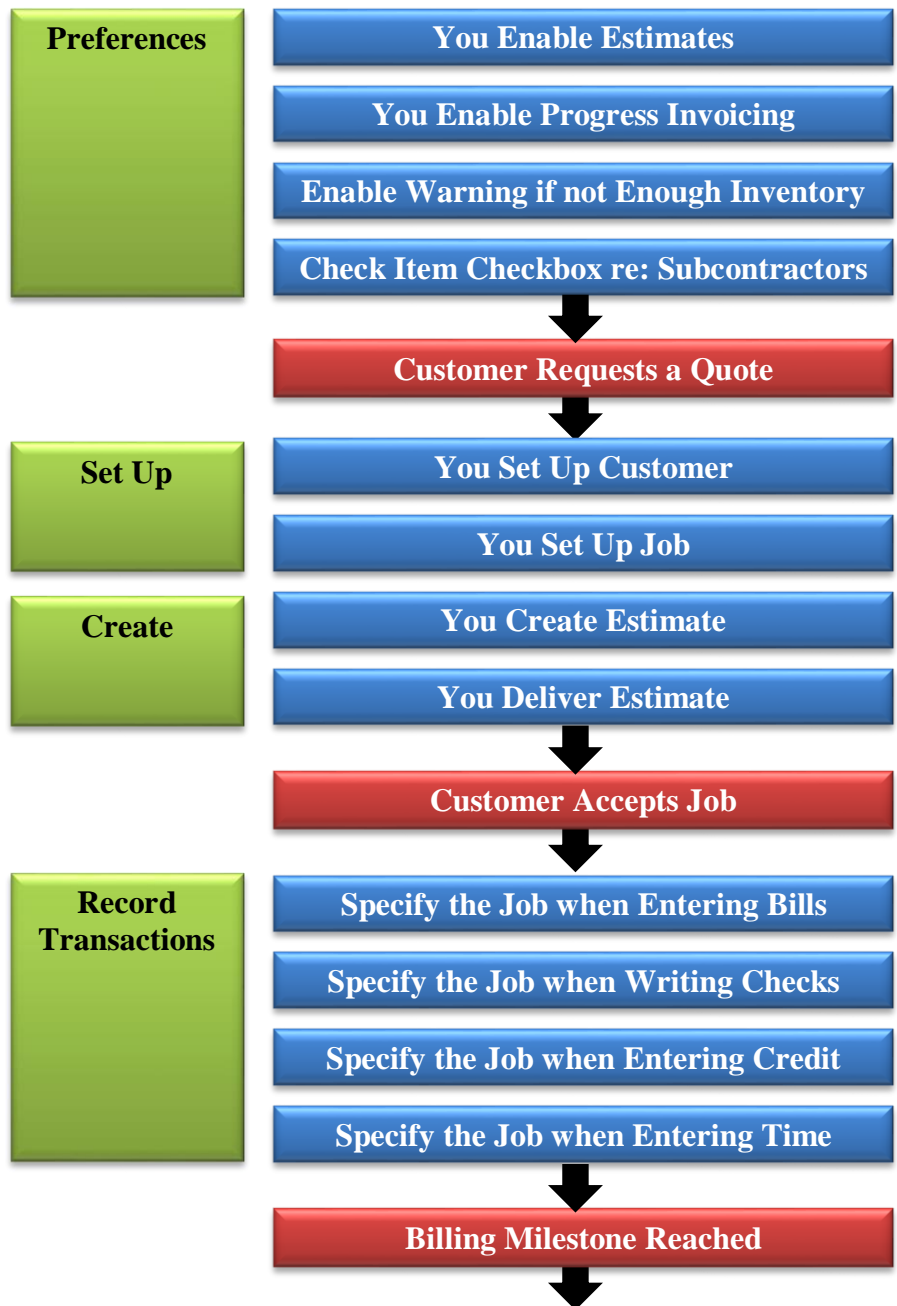 Preferences
You Enable Estimates
You Enable Progress Invoicing
Enable Warning if not Enough Inventory
Check Item Checkbox re: Subcontractors
Customer Requests a Quote
Set Up
You Set Up Customer
You Set Up Job
Create
You Create Estimate
You Deliver Estimate
Customer Accepts Job
Record
Transactions
Specify the Job when Entering Bills
Specify the Job when Writing Checks
Specify the Job when Entering Credit
Specify the Job when Entering Time
Billing Milestone Reached